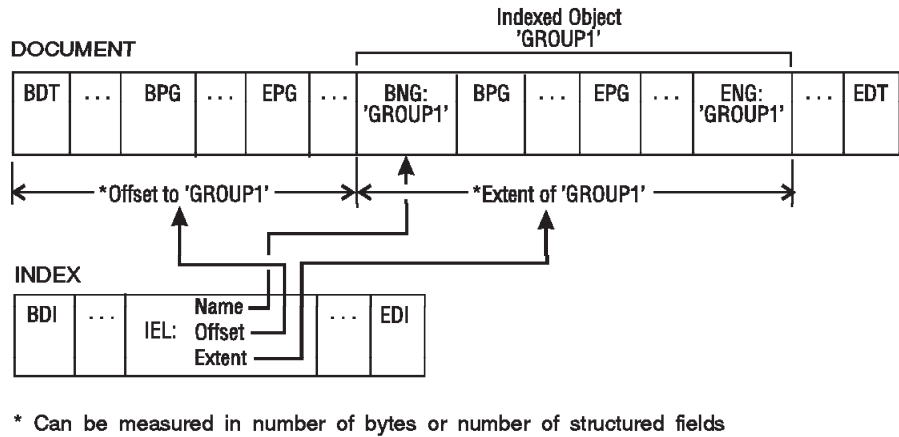 Indexed Object
'GROUP1'
DOCUMENT
BDT ... BPG ... EPG ... BNG: BPG ... EPG ... ENG: ... EDT
'GROUP1' 'GROUP1'
*Offset to 'GROUP1' *Extent of 'GROUP1'
INDEX
BDI ... Name ... EDI
IEL: Offset
Extent
* Can be measured in number of bytes or number of structured fields